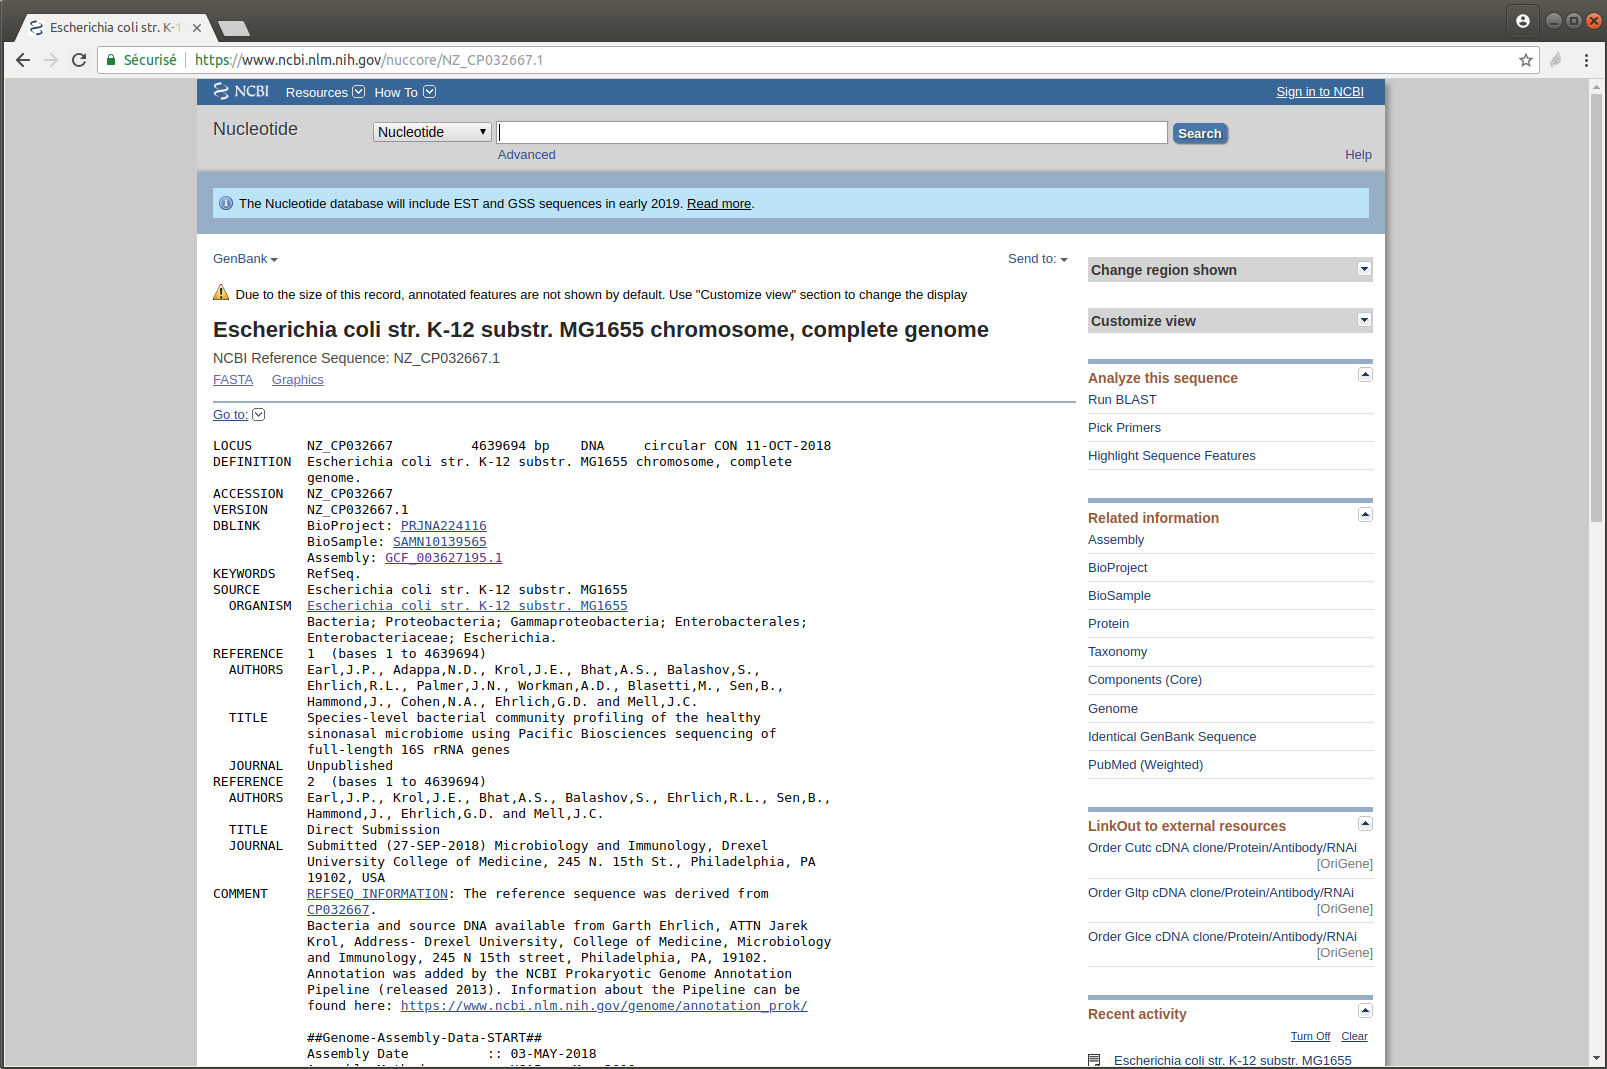 Escherichia coli str. K-1
Sécurisé https://www.ncbi.nlm.nih.gov/nuccore/NZ_CP032667.1
NCBI Resources How To Sign in to NCBI
Nucleotide Nucleotide Search
Advanced Help
The Nucleotide database will include EST and GSS sequences in early 2019. Read more.
GenBank Send to:
Due to the size of this record, annotated features are not shown by default. Use "Customize view" section to change the display
Escherichia coli str. K-12 substr. MG1655 chromosome, complete genome
NCBI Reference Sequence: NZ_CP032667.1
FASTA Graphics
Go to:
LOCUS NZ_CP032667 4639694 bp DNA circular CON 11-OCT-2018
DEFINITION Escherichia coli str. K-12 substr. MG1655 chromosome, complete
genome.
ACCESSION NZ_CP032667
VERSION NZ_CP032667.1
DBLINK BioProject: PRJNA224116
BioSample: SAMN10139565
Assembly: GCF_003627195.1
KEYWORDS RefSeq.
SOURCE Escherichia coli str. K-12 substr. MG1655
ORGANISM Escherichia coli str. K-12 substr. MG1655
Bacteria; Proteobacteria; Gammaproteobacteria; Enterobacterales;
Enterobacteriaceae; Escherichia.
REFERENCE 1 (bases 1 to 4639694)
AUTHORS Earl,J.P., Adappa,N.D., Krol,J.E., Bhat,A.S., Balashov,S.,
Ehrlich,R.L., Palmer,J.N., Workman,A.D., Blasetti,M., Sen,B.,
Hammond,J., Cohen,N.A., Ehrlich,G.D. and Mell,J.C.
TITLE Species-level bacterial community profiling of the healthy
sinonasal microbiome using Pacific Biosciences sequencing of
full-length 16S rRNA genes
JOURNAL Unpublished
REFERENCE 2 (bases 1 to 4639694)
AUTHORS Earl,J.P., Krol,J.E., Bhat,A.S., Balashov,S., Ehrlich,R.L., Sen,B.,
Hammond,J., Ehrlich,G.D. and Mell,J.C.
TITLE Direct Submission
JOURNAL Submitted (27-SEP-2018) Microbiology and Immunology, Drexel
University College of Medicine, 245 N. 15th St., Philadelphia, PA
19102, USA
COMMENT REFSEQ INFORMATION: The reference sequence was derived from
CP032667.
Bacteria and source DNA available from Garth Ehrlich, ATTN Jarek
Krol, Address- Drexel University, College of Medicine, Microbiology
and Immunology, 245 N 15th street, Philadelphia, PA, 19102.
Annotation was added by the NCBI Prokaryotic Genome Annotation
Pipeline (released 2013). Information about the Pipeline can be
found here: https://www.ncbi.nlm.nih.gov/genome/annotation_prok/
##Genome-Assembly-Data-START##
Assembly Date :: 03-MAY-2018
Change region shown
Customize view
Analyze this sequence
Run BLAST
Pick Primers
Highlight Sequence Features
Related information
Assembly
BioProject
BioSample
Protein
Taxonomy
Components (Core)
Genome
Identical GenBank Sequence
PubMed (Weighted)
LinkOut to external resources
Order Cutc cDNA clone/Protein/Antibody/RNAi
[OriGene]
Order Gltp cDNA clone/Protein/Antibody/RNAi
[OriGene]
Order Glce cDNA clone/Protein/Antibody/RNAi
[OriGene]
Recent activity
Turn Off Clear
Escherichia coli str. K-12 substr. MG1655